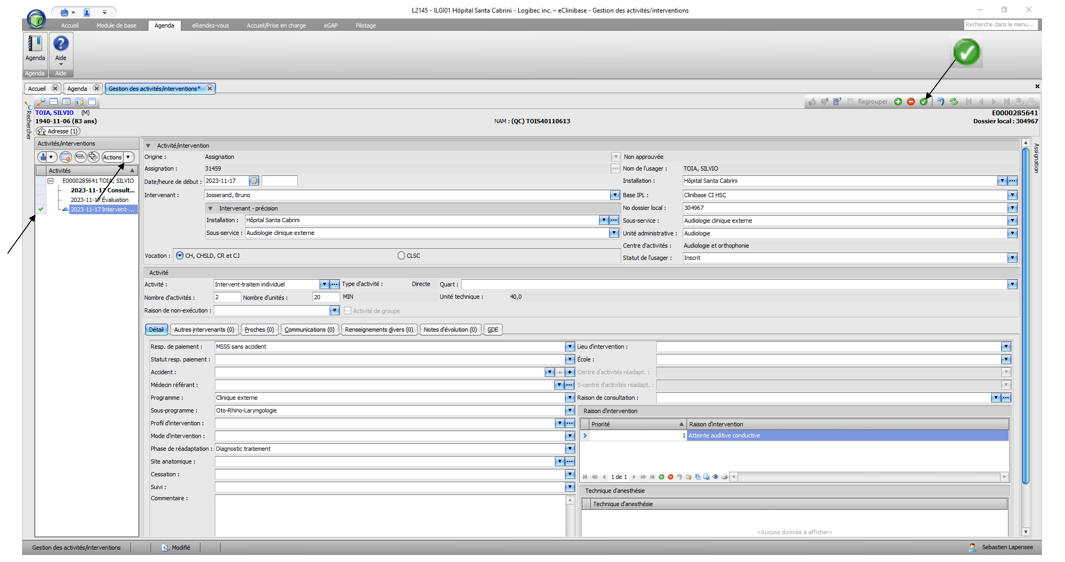 L2145 - ILGI01 Hôpital Santa Cabrini - Logibec inc. – eClinibase - Gestion des activités/interventions
Accueil Module de base Agenda eRendez-vous Accueil/Prise en charge eGAP Pilotage
Recherche dans le menu...
Agenda Aide
Agenda Aide
Accueil Agenda Gestion des activités/interventions*
Regrouper
Rechercher
TOIA, SILVIO (M) E0000285641
1940-11-06 (83 ans) NAM : (QC) TOIS40110613 Dossier local : 304967
Adresse (1)
Assignation
Activités/interventions
Actions
Activités
E0000285641 TOIA, SILVIO
2023-11-17 Consult...
2023-11-17 Évaluation
2023-11-17 Intervent-...
Activité/intervention
Origine : Assignation Non approuvée
Assignation : 31459 Nom de l'usager : TOIA, SILVIO
Date/heure de début : 2023-11-17 Installation : Hôpital Santa Cabrini
Intervenant : Josserand, Bruno Base IPL : Clinibase CI HSC
Intervenant - précision No dossier local : 304967
Installation : Hôpital Santa Cabrini Sous-service : Audiologie clinique externe
Sous-service : Audiologie clinique externe Unité administrative : Audiologie
Centre d'activités : Audiologie et orthophonie
Vocation : CH, CHSLD, CR et CJ CLSC Statut de l'usager : Inscrit
Activité
Activité : Intervent-traitem individuel Type d'activité : Directe Quart :
Nombre d'activités : 2 Nombre d'unités : 20 MIN Unité technique : 40,0
Raison de non-exécution : Activité de groupe
Détail Autres intervenants (0) Proches (0) Communications (0) Renseignements divers (0) Notes d'évolution (0) GDE
Resp. de paiement : MSSS sans accident Lieu d'intervention :
Statut resp. paiement : École :
Accident : Centre d'activités réadapt. :
Médecin référant : S-centre d'activités réadapt. :
Programme : Clinique externe Raison de consultation :
Sous-programme : Oto-Rhino-Laryngologie Raison d'intervention
Profil d'intervention : Priorité Raison d'intervention
Mode d'intervention : 1 Atteinte auditive conductive
Phase de réadaptation : Diagnostic traitement
Site anatomique :
Cessation : 1 de 1
Suivi : Technique d'anesthésie
Commentaire : Technique d'anesthésie
<Aucune donnée à afficher>
Gestion des activités/interventions Modifié Sebastien Lapensee